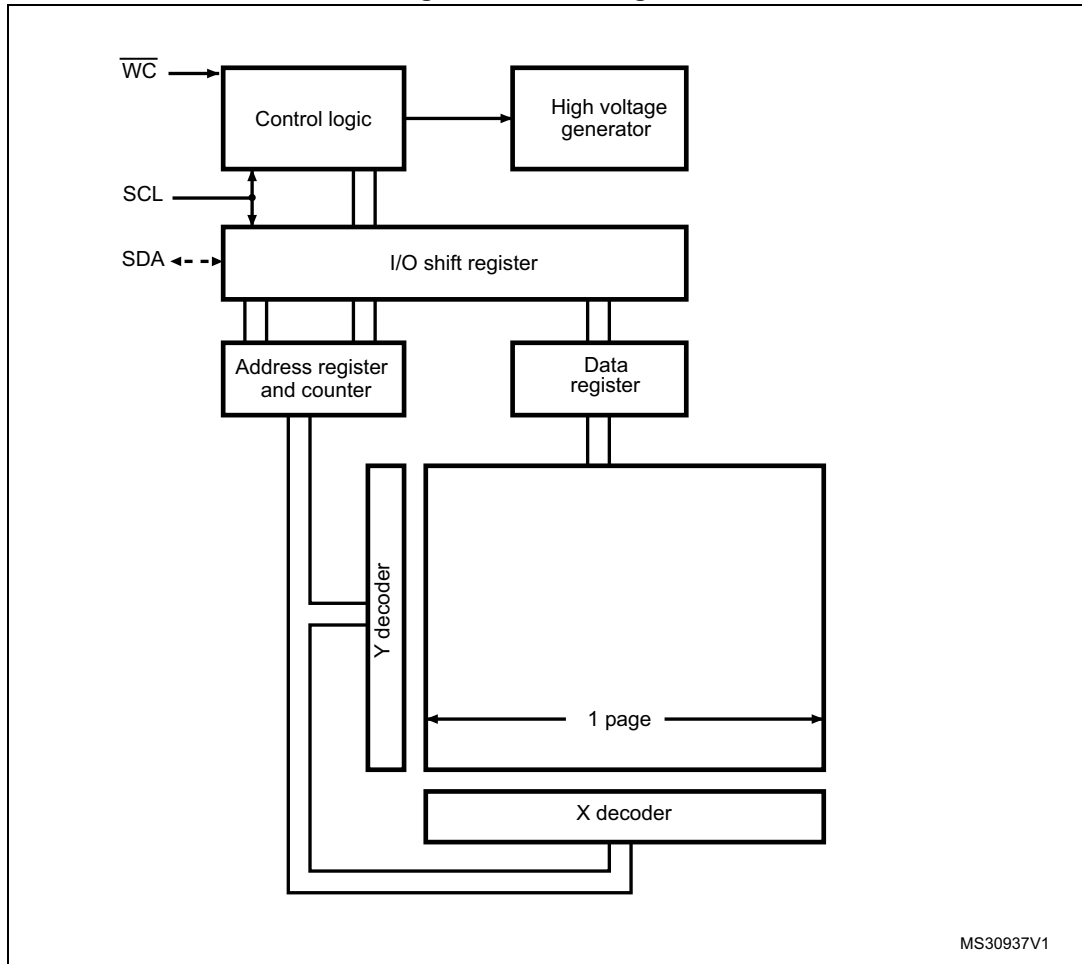 WC
Control logic
High voltage
generator
SCL
SDA
I/O shift register
Address register
and counter
Data
register
Y decoder
1 page
X decoder
MS30937V1